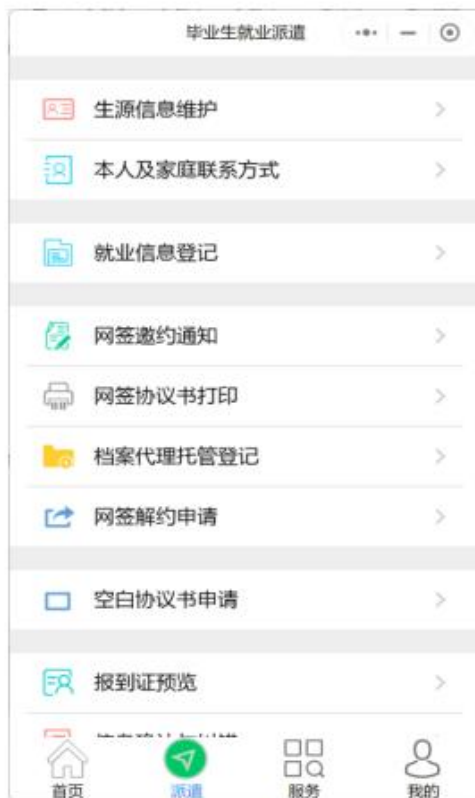 毕业生就业派遣
生源信息维护
本人及家庭联系方式
就业信息登记
网签邀约通知
网签协议书打印
档案代理托管登记
网签解约申请
空白协议书申请
报到证预览
首页
派遣
服务
我的